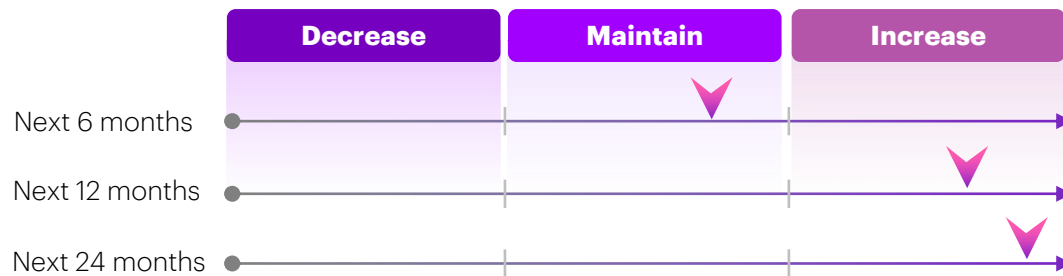 Decrease Maintain Increase
Next 6 months
Next 12 months
Next 24 months